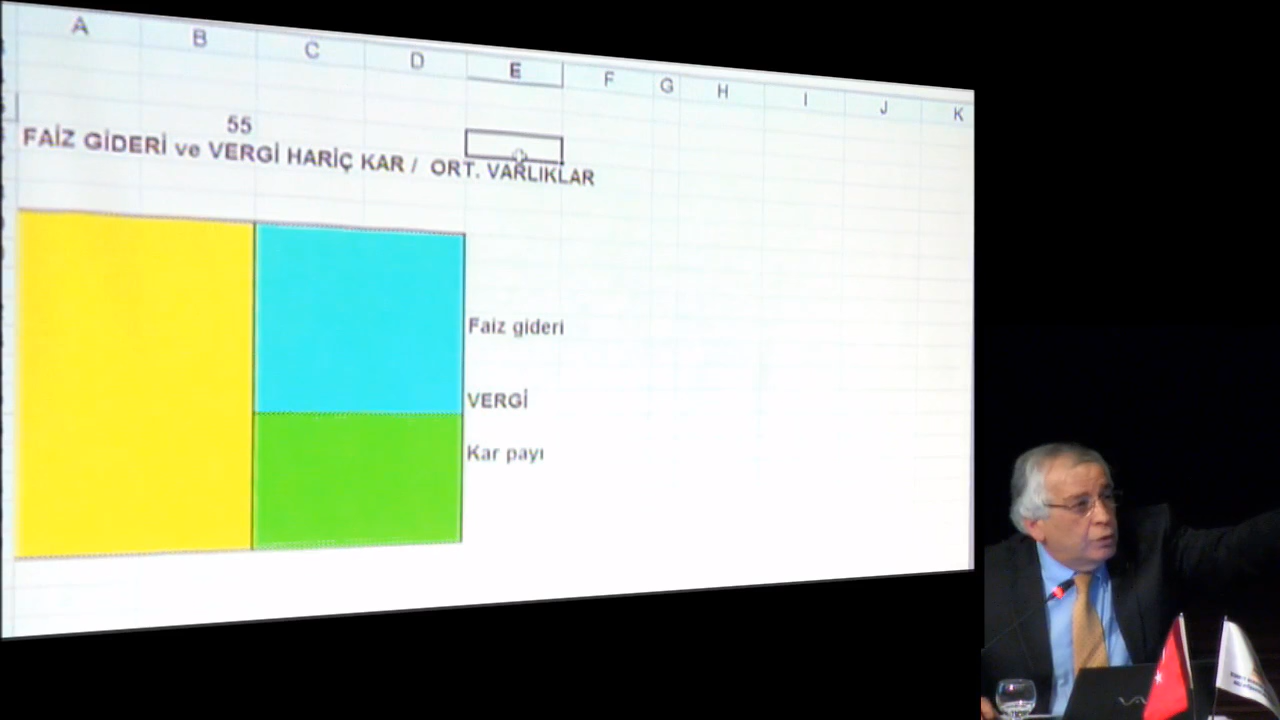 A B C D E F G H I J K
55
FAİZ GİDERİ ve VERGİ HARİÇ KAR / ORT. VARLIKLAR
Faiz gideri
VERGİ
Kar payı